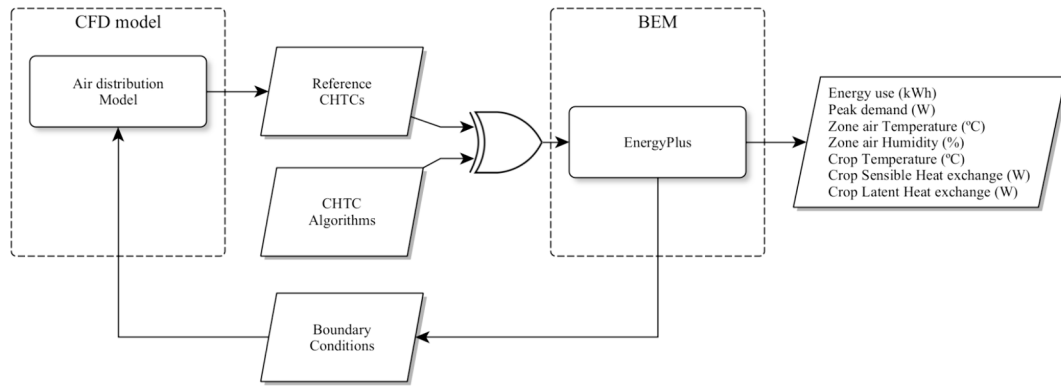 CFD model
Air distribution
Model
Reference
CHTCs
CHTC
Algorithms
Boundary
Conditions
BEM
EnergyPlus
Energy use (kWh)
Peak demand (W)
Zone air Temperature (ºC)
Zone air Humidity (%)
Crop Temperature (ºC)
Crop Sensible Heat exchange (W)
Crop Latent Heat exchange (W)